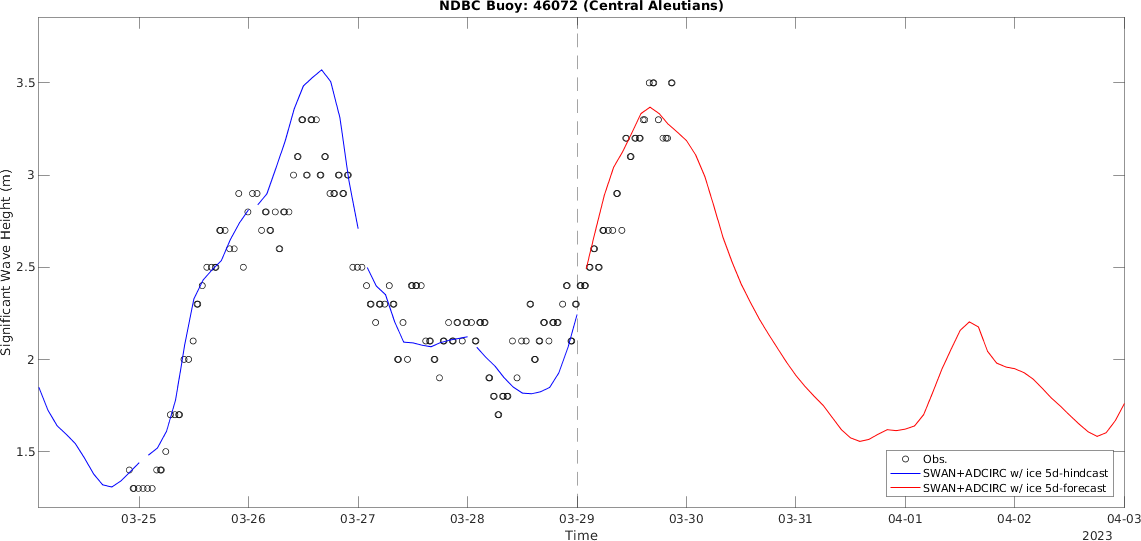 NDBC Buoy: 46072 (Central Aleutians)
Significant Wave Height (m)
3.5
3
2.5
2
1.5
Obs.
SWAN+ADCIRC w/ ice 5d-hindcast
SWAN+ADCIRC w/ ice 5d-forecast
03-25
03-26
03-27
03-28
03-29
03-30
03-31
04-01
04-02
04-03
Time
2023